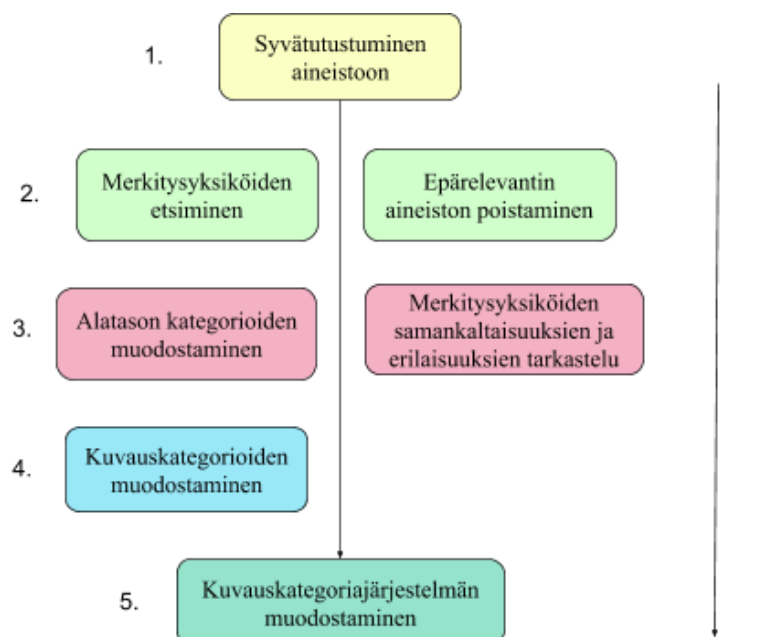 1.
Syvätutustuminen
aineistoon
2.
Merkitysyksiköiden
etsiminen
Epärelevantin
aineiston poistaminen
3.
Alatason kategorioiden
muodostaminen
Merkitysyksiköiden
samankaltaisuuksien ja
erilaisuuksien tarkastelu
4.
Kuvauskategorioiden
muodostaminen
5.
Kuvauskategoriajärjestelmän
muodostaminen